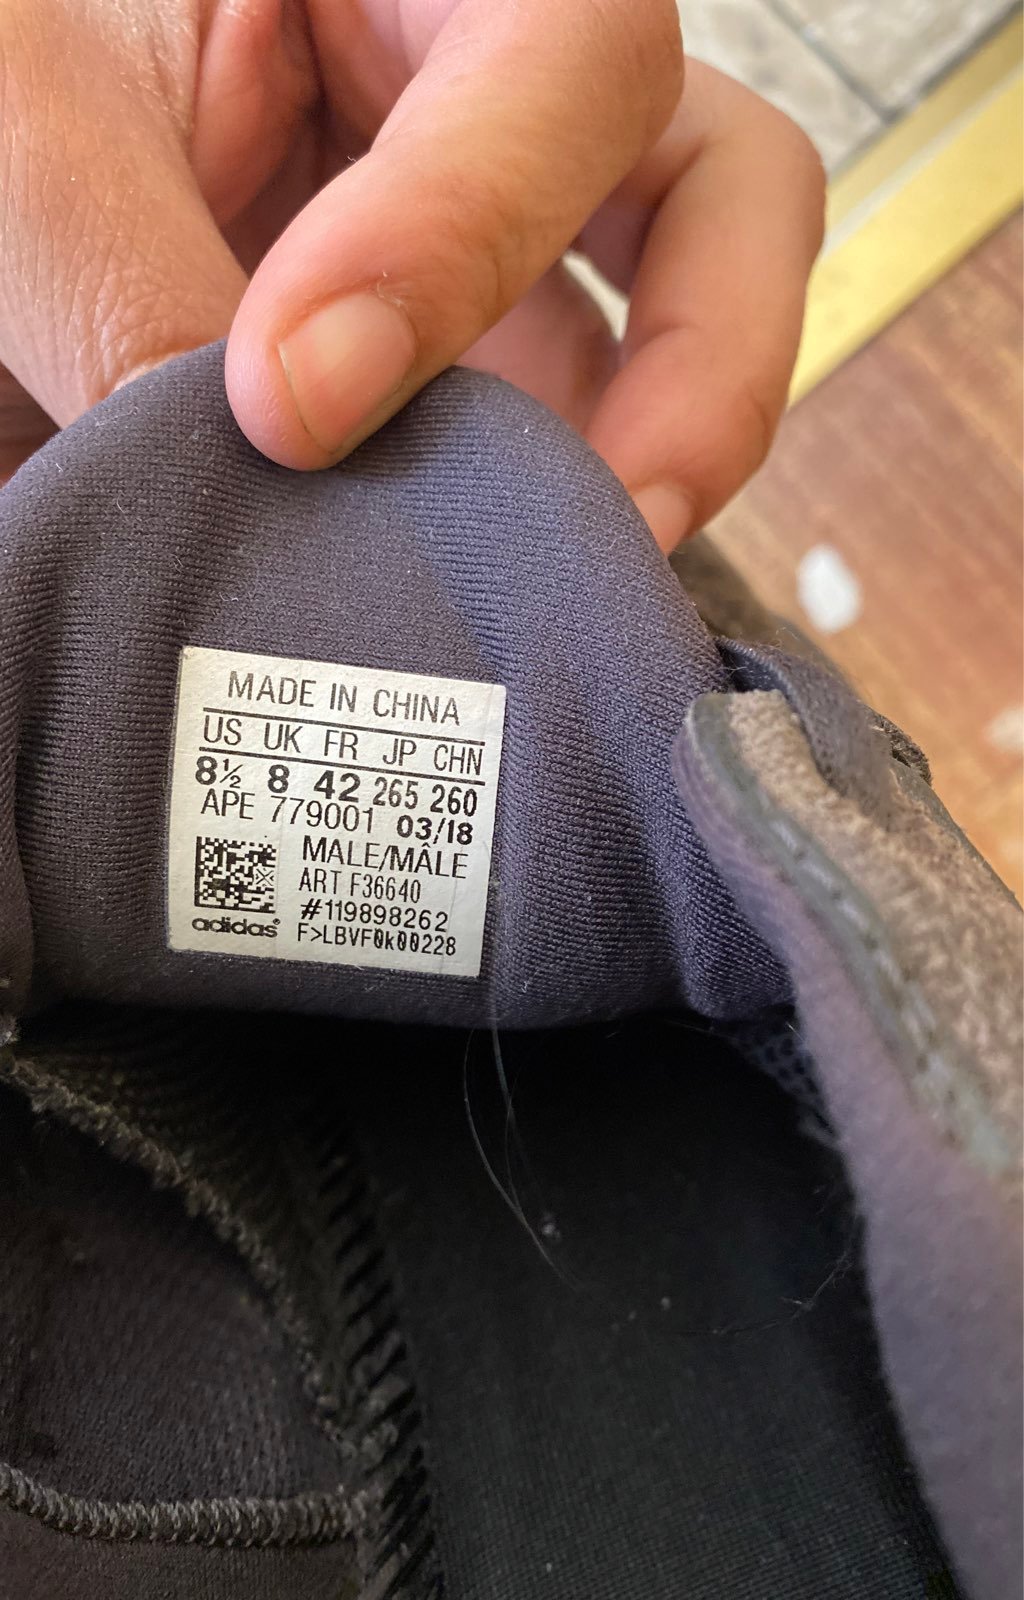 MADE IN CHINA
US UK FR JP CHN
8½ 8 42 265 260
APE 779001 03/18
MALE/MÂLE
ART F36640
#119898262
adidas® F>LBVF0k00228